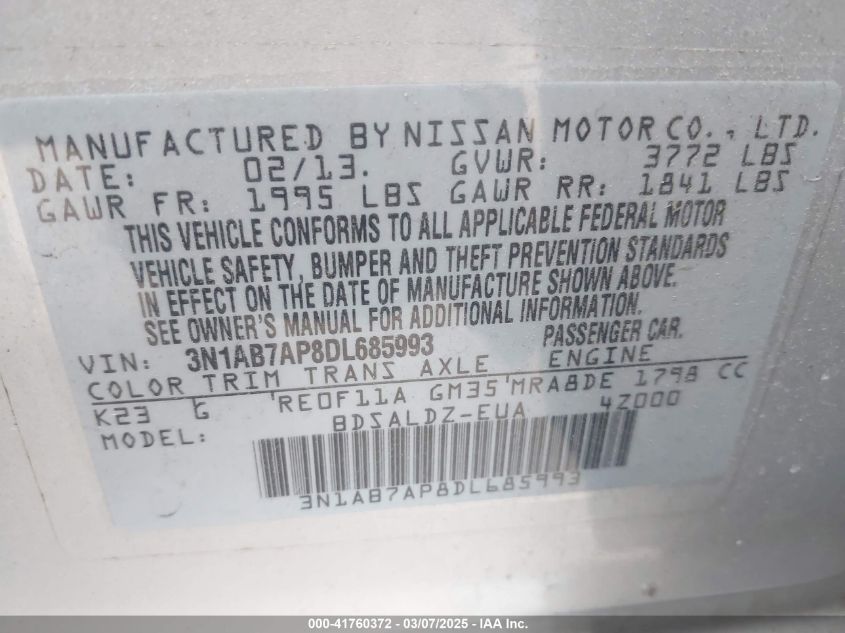 MANUFACTURED BY NISSAN MOTOR CO., LTD.
DATE: 02/13. GVWR: 3772 LBS
GAWR FR: 1995 LBS GAWR RR: 1841 LBS
THIS VEHICLE CONFORMS TO ALL APPLICABLE FEDERAL MOTOR
VEHICLE SAFETY, BUMPER AND THEFT PREVENTION STANDARDS
IN EFFECT ON THE DATE OF MANUFACTURE SHOWN ABOVE.
SEE OWNER'S MANUAL FOR ADDITIONAL INFORMATION.
VIN: 3N1AB7AP8DL685993 PASSENGER CAR.
COLOR TRIM TRANS AXLE ENGINE
K23 G RE0F11A GM35 MRA8DE 1798 CC
MODEL: BDSALDZ-EUA 4Z000
3N1AB7AP8DL685993
000-41760372 - 03/07/2025 - IAA Inc.